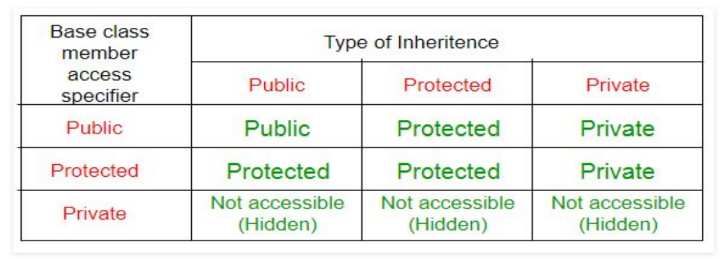 Base class
member
access
specifier
Type of Inheritence
Public
Protected
Private
Public
Public
Protected
Private
Protected
Protected
Protected
Private
Private
Not accessible
(Hidden)
Not accessible
(Hidden)
Not accessible
(Hidden)